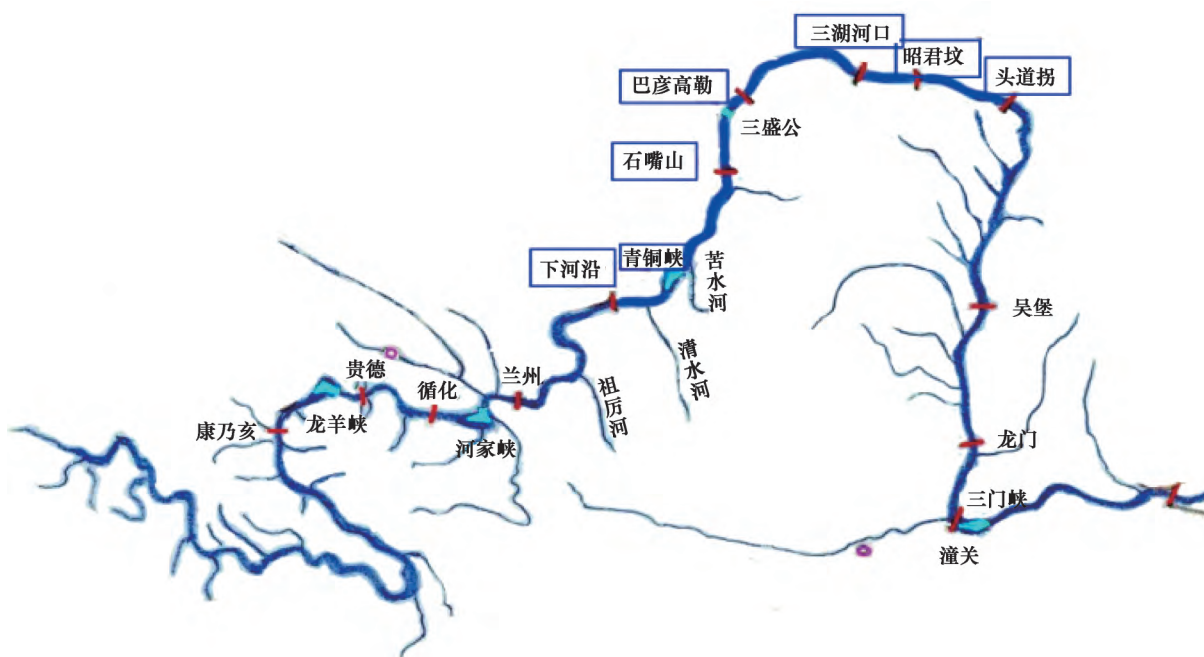 三湖河口
昭君坟
头道拐
巴彦高勒
三盛公
石嘴山
青铜峡
苦水河
下河沿
清水河
吴堡
贵德
循化
兰州
祖厉河
康乃亥
龙羊峡
河家峡
龙门
三门峡
潼关